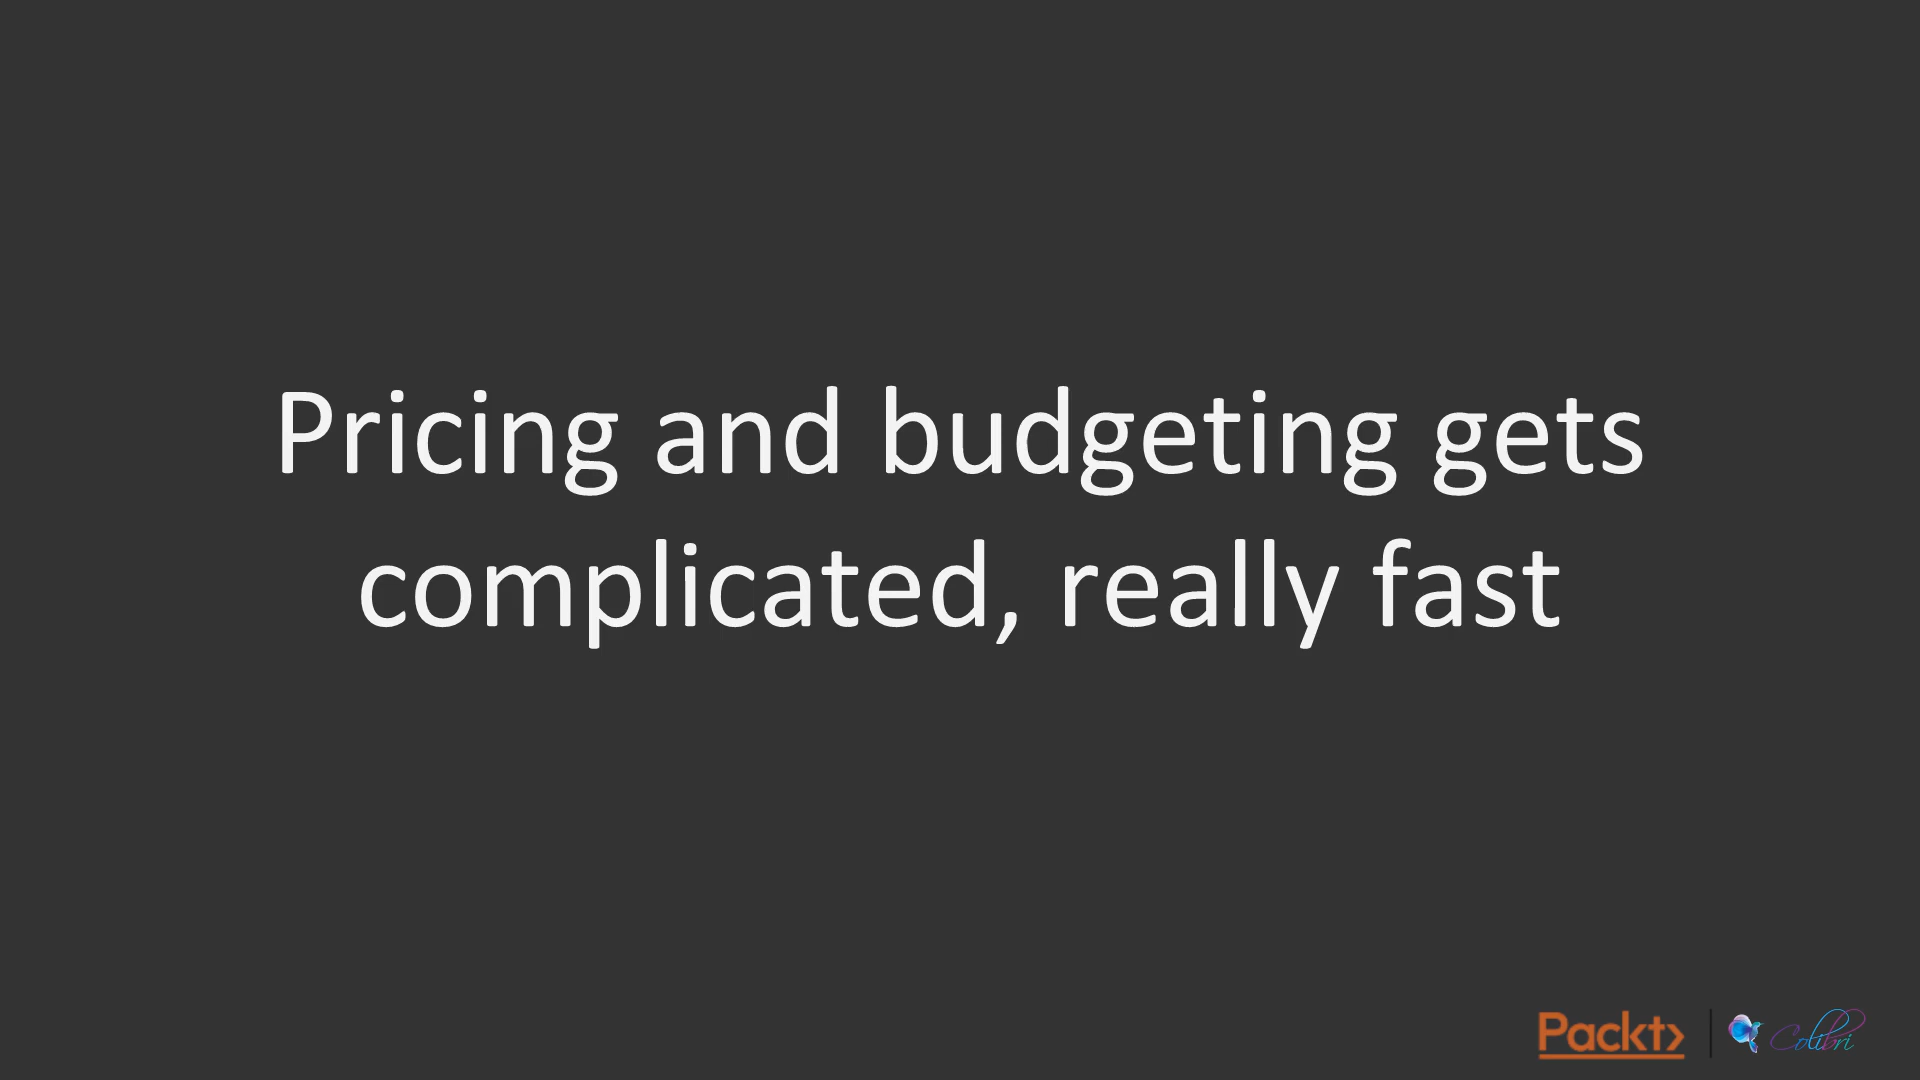 Pricing and budgeting gets
complicated, really fast
Packt
Colibri